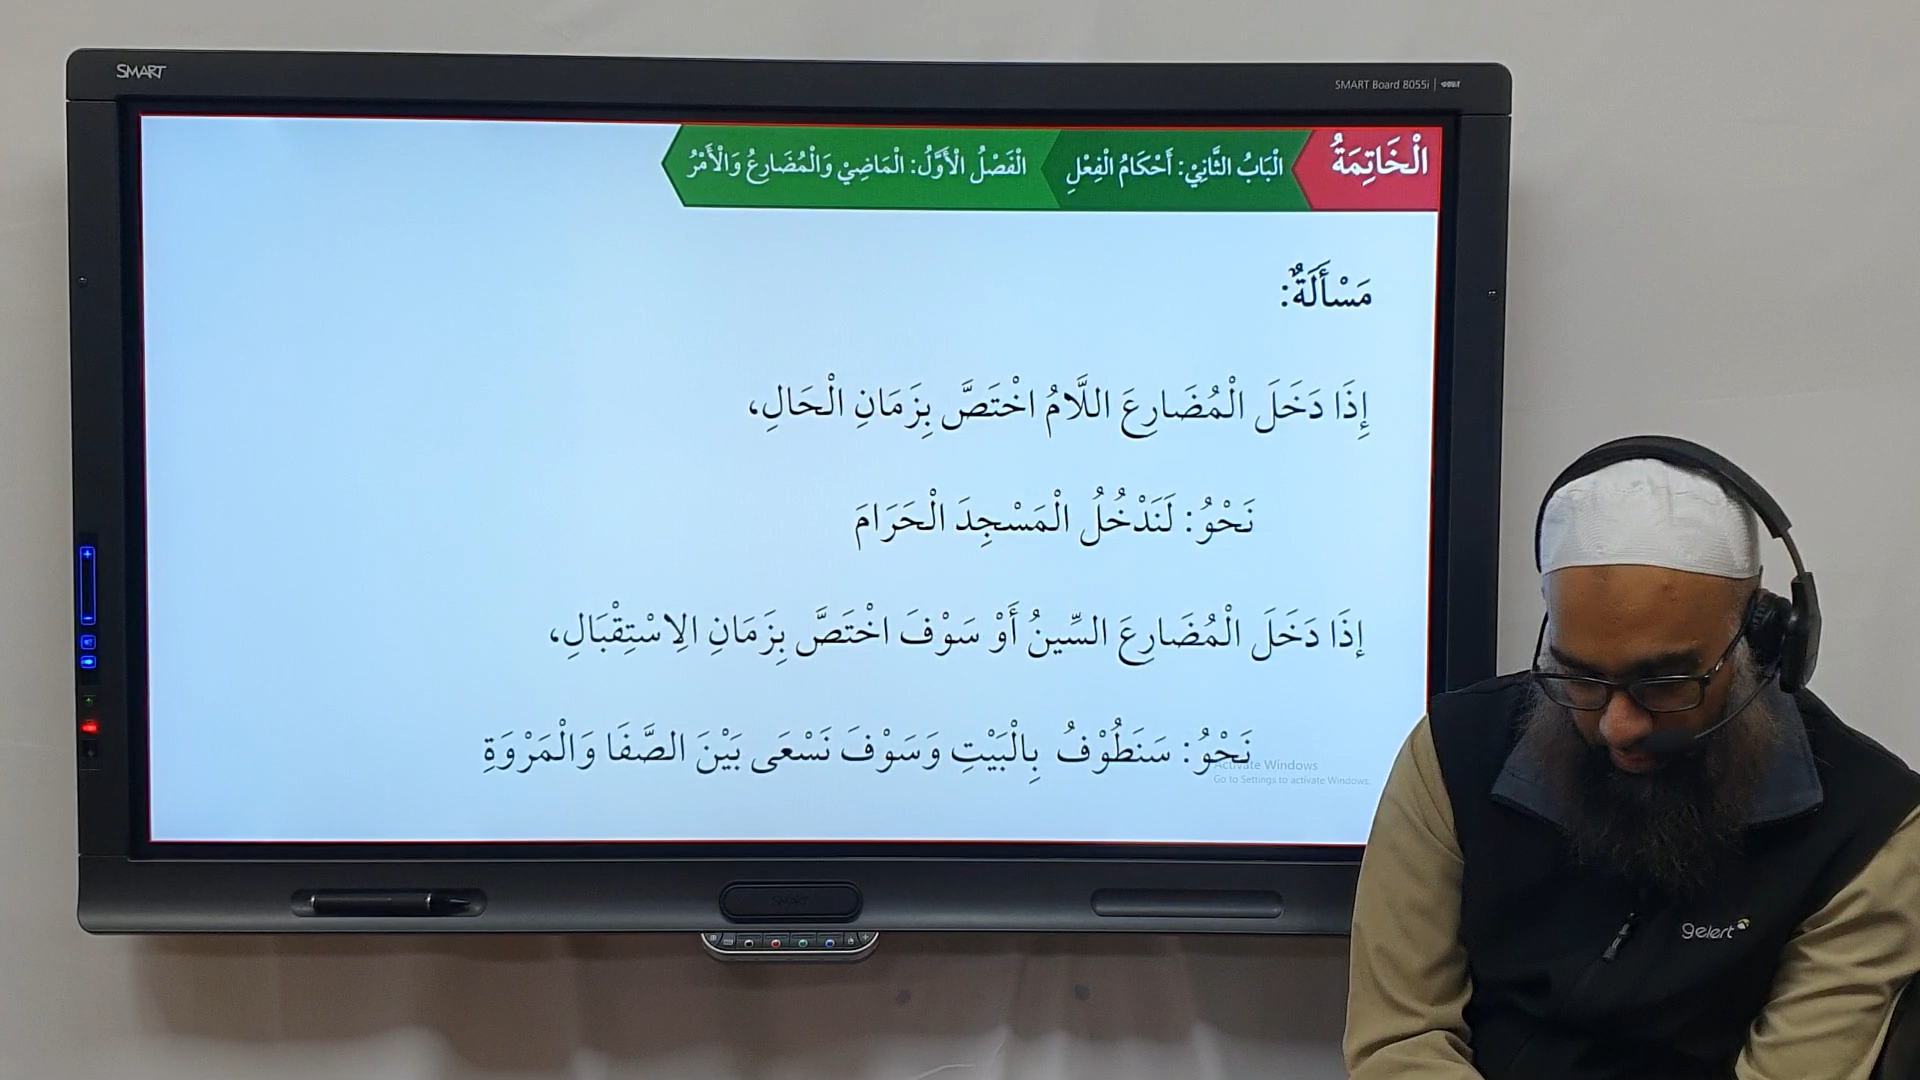 SMART
SMART Board 8055i
الْخَاتِمَةُ
الْبَابُ الثَّانِيْ: أَحْكَامُ الْفِعْلِ
الْفَصْلُ الْأَوَّلُ: الْمَاضِيْ وَالْمُضَارِعُ وَالْأَمْرُ
مَسْأَلَةٌ:
إِذَا دَخَلَ الْمُضَارِعَ اللَّامُ اخْتَصَّ بِزَمَانِ الْحَالِ،
نَحْوُ: لَنَدْخُلُ الْمَسْجِدَ الْحَرَامَ
إِذَا دَخَلَ الْمُضَارِعَ السِّينُ أَوْ سَوْفَ اخْتَصَّ بِزَمَانِ الِاسْتِقْبَالِ،
نَحْوُ: سَنَطُوْفُ بِالْبَيْتِ وَسَوْفَ نَسْعَى بَيْنَ الصَّفَا وَالْمَرْوَةِ
Activate Windows
Go to Settings to activate Windows.
SMART
gelert